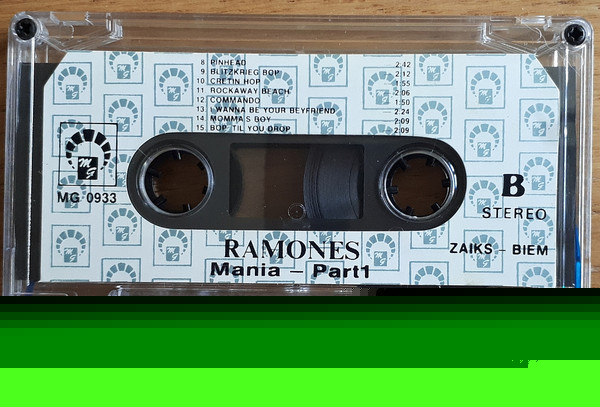 8 PINHEAD 2:42
9 BLITZKRIEG BOP 2:12
10 CRETIN HOP 1:55
11 ROCKAWAY BEACH 2:06
12 COMMANDO 1:50
13 I WANNA BE YOUR BEYFRIEND 2:24
14 MOMMA'S BOY 2:09
15 BOP 'TIL YOU DROP 2:09
MG
MG 0933
B
STEREO
RAMONES
ZAIKS - BIEM
Mania - Part1